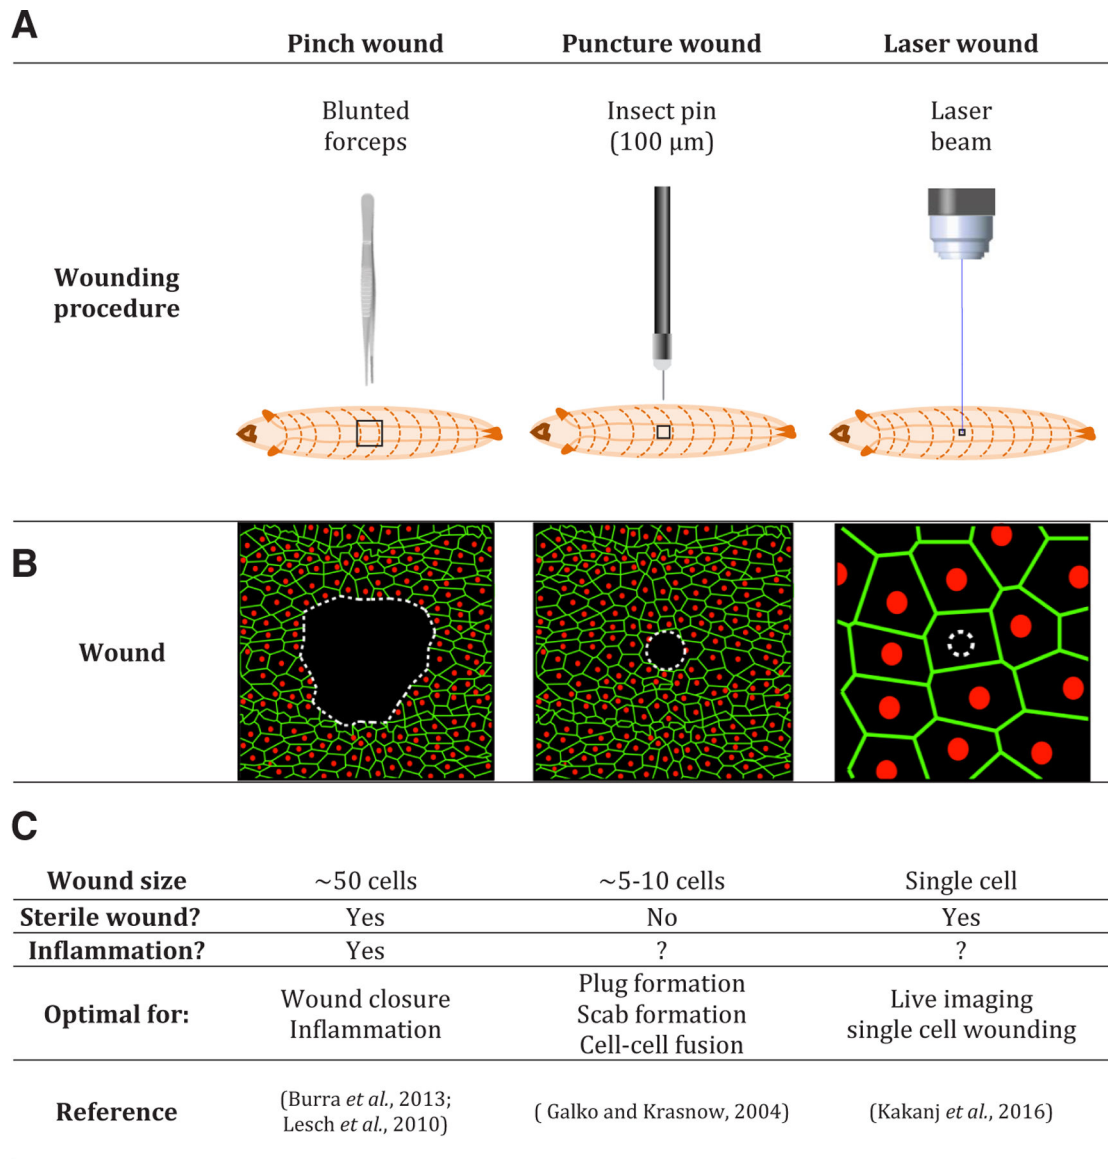 A
Pinch wound
Puncture wound
Laser wound
Blunted
forceps
Insect pin
(100 µm)
Laser
beam
Wounding
procedure
B
Wound
C
Wound size
~50 cells
~5-10 cells
Single cell
Sterile wound?
Yes
No
Yes
Inflammation?
Yes
?
?
Optimal for:
Wound closure
Inflammation
Plug formation
Scab formation
Cell-cell fusion
Live imaging
single cell wounding
Reference
(Burra et al., 2013;
Lesch et al., 2010)
( Galko and Krasnow, 2004)
(Kakanj et al., 2016)